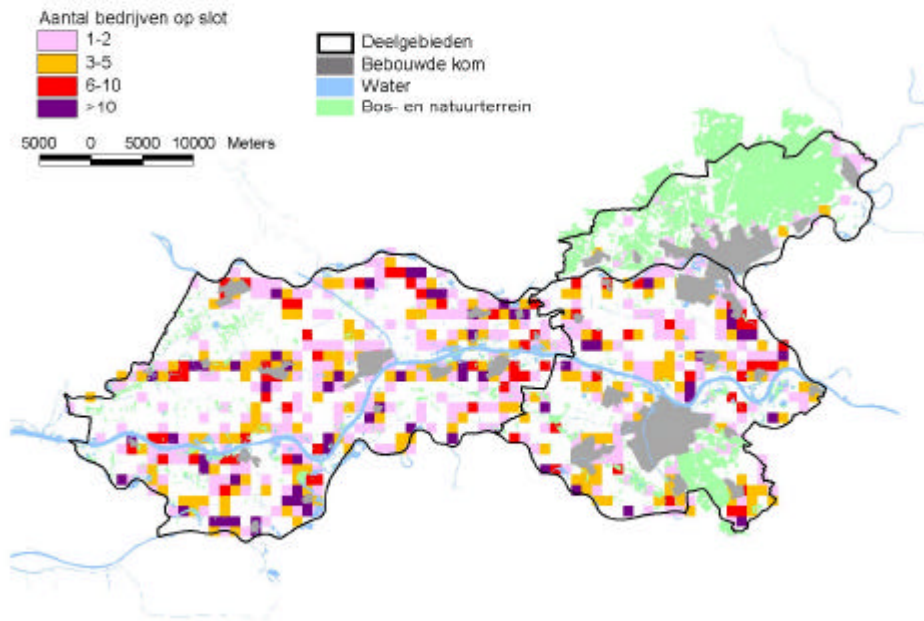 Aantal bedrijven op slot
1-2
3-5
6-10
>10
Deelgebieden
Bebouwde kom
Water
Bos- en natuurterrein
5000 0 5000 10000 Meters